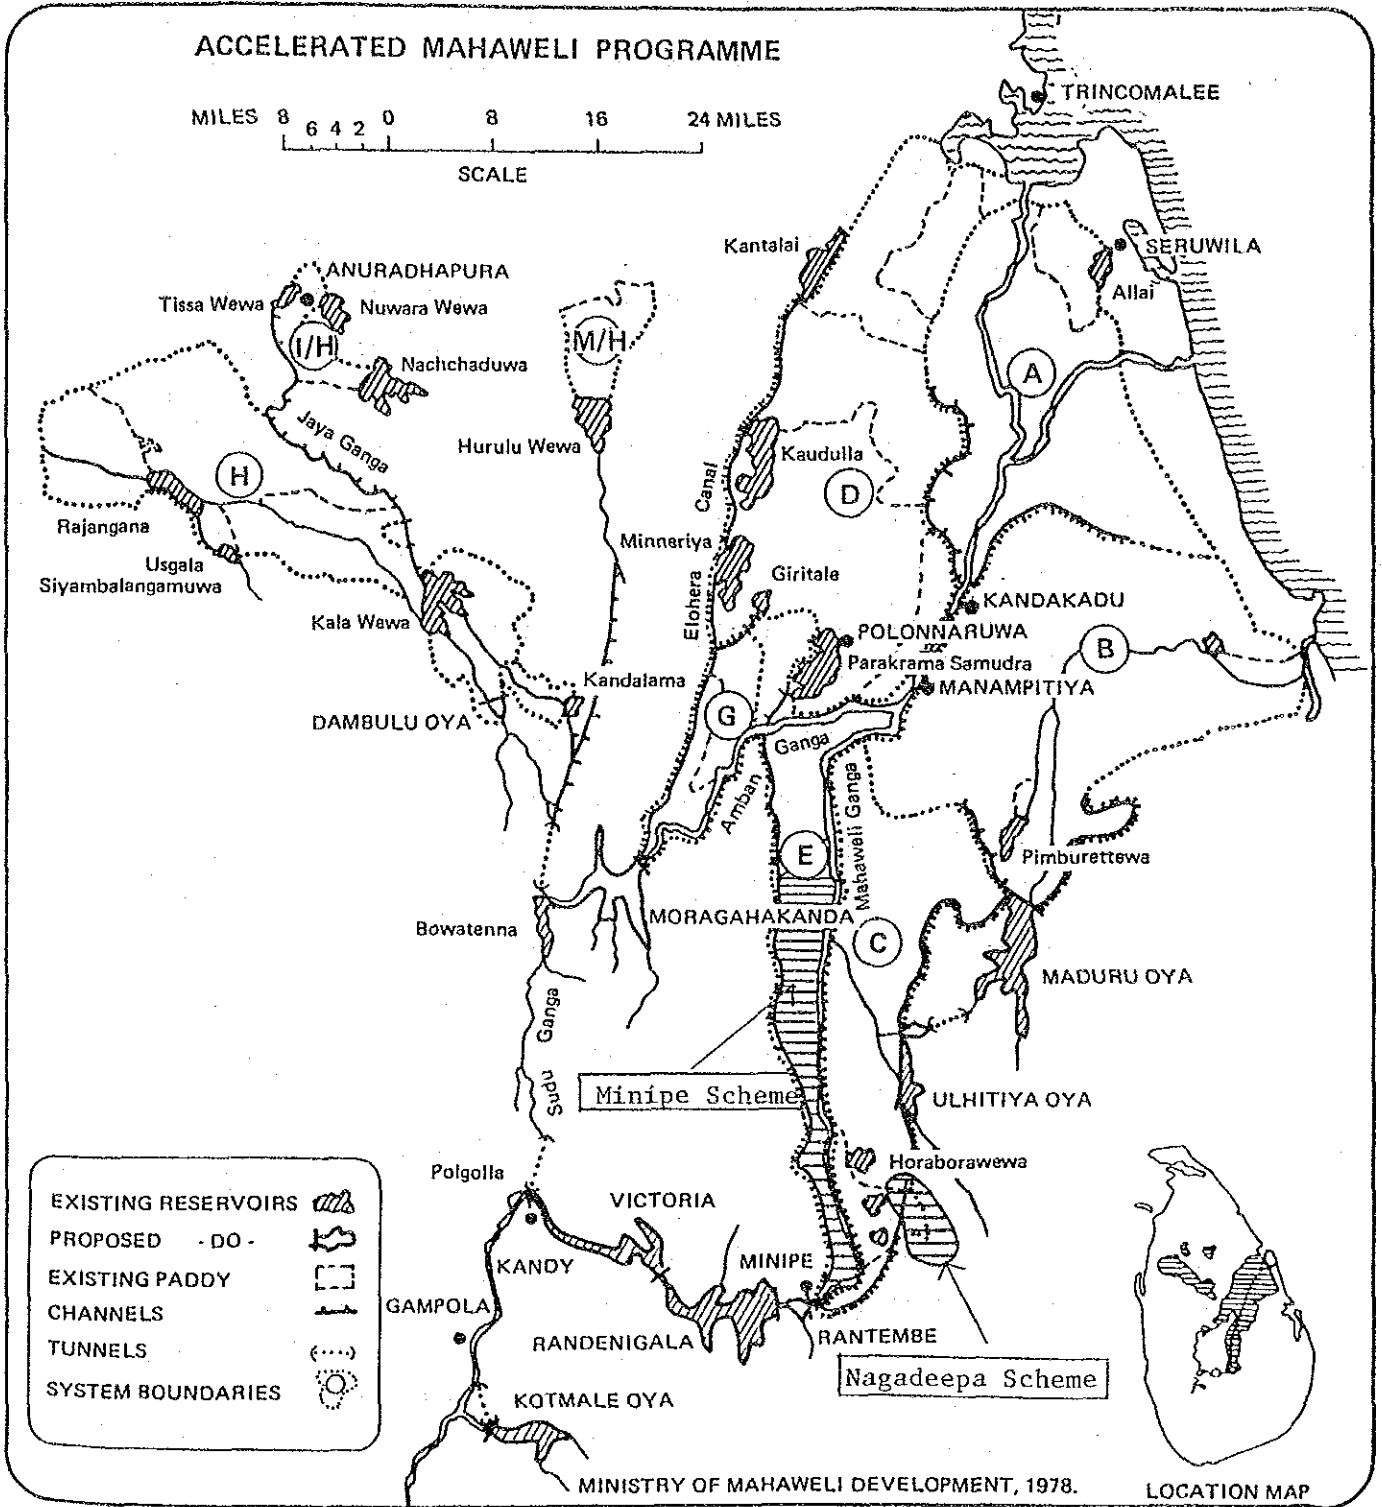 ACCELERATED MAHAWELI PROGRAMME
MILES 8 6 4 2 0 8 16 24 MILES
SCALE
TRINCOMALEE
Kantalai
SERUWILA
Allai
ANURADHAPURA
Tissa Wewa
Nuwara Wewa
I/H
M/H
Nachchaduwa
A
Jaya Ganga
Hurulu Wewa
Kaudulla
H
Canal
D
Rajangana
Minneriya
Usgala
Siyambalangamuwa
Giritale
Elohera
KANDAKADU
Kala Wewa
POLONNARUWA
B
Parakrama Samudra
Kandalama
MANAMPITIYA
DAMBULU OYA
G
Ganga
Amban
Mahaweli Ganga
E
Pimburettewa
MORAGAHAKANDA
Bowatenna
C
MADURU OYA
Sudu Ganga
Minipe Scheme
ULHITIYA OYA
Horaborawewa
Polgolla
VICTORIA
EXISTING RESERVOIRS
PROPOSED - DO -
EXISTING PADDY
CHANNELS
TUNNELS
SYSTEM BOUNDARIES
KANDY
MINIPE
GAMPOLA
RANDENIGALA
RANTEMBE
Nagadeepa Scheme
KOTMALE OYA
MINISTRY OF MAHAWELI DEVELOPMENT, 1978.
LOCATION MAP